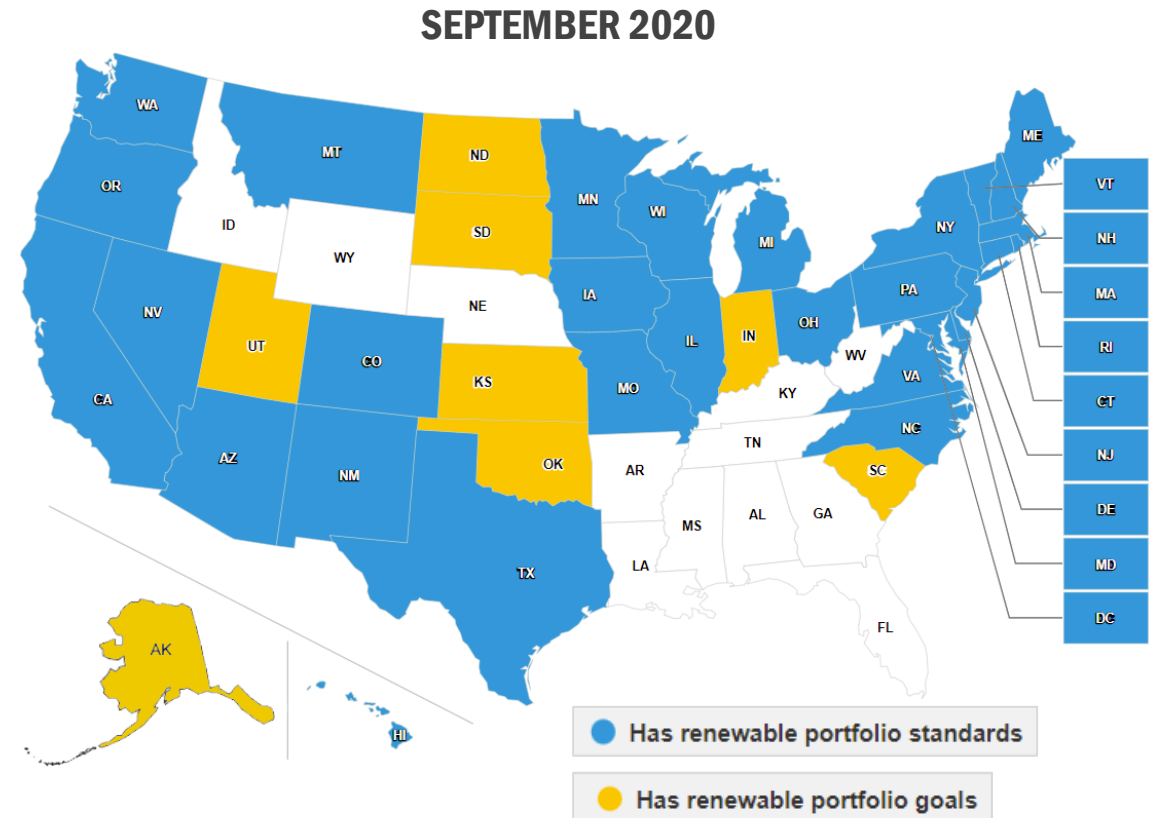 SEPTEMBER 2020
WA
ME
MT
ND
VT
OR
MN
ID
SD
WI
NY
NH
MI
WY
PA
MA
NE
IA
NV
OH
IN
IL
RI
UT
CO
WV
VA
KS
MO
KY
CA
CT
NC
TN
AZ
NM
OK
AR
SC
NJ
MS
AL
GA
DE
LA
TX
MD
FL
DC
AK
HI
Has renewable portfolio standards
Has renewable portfolio goals